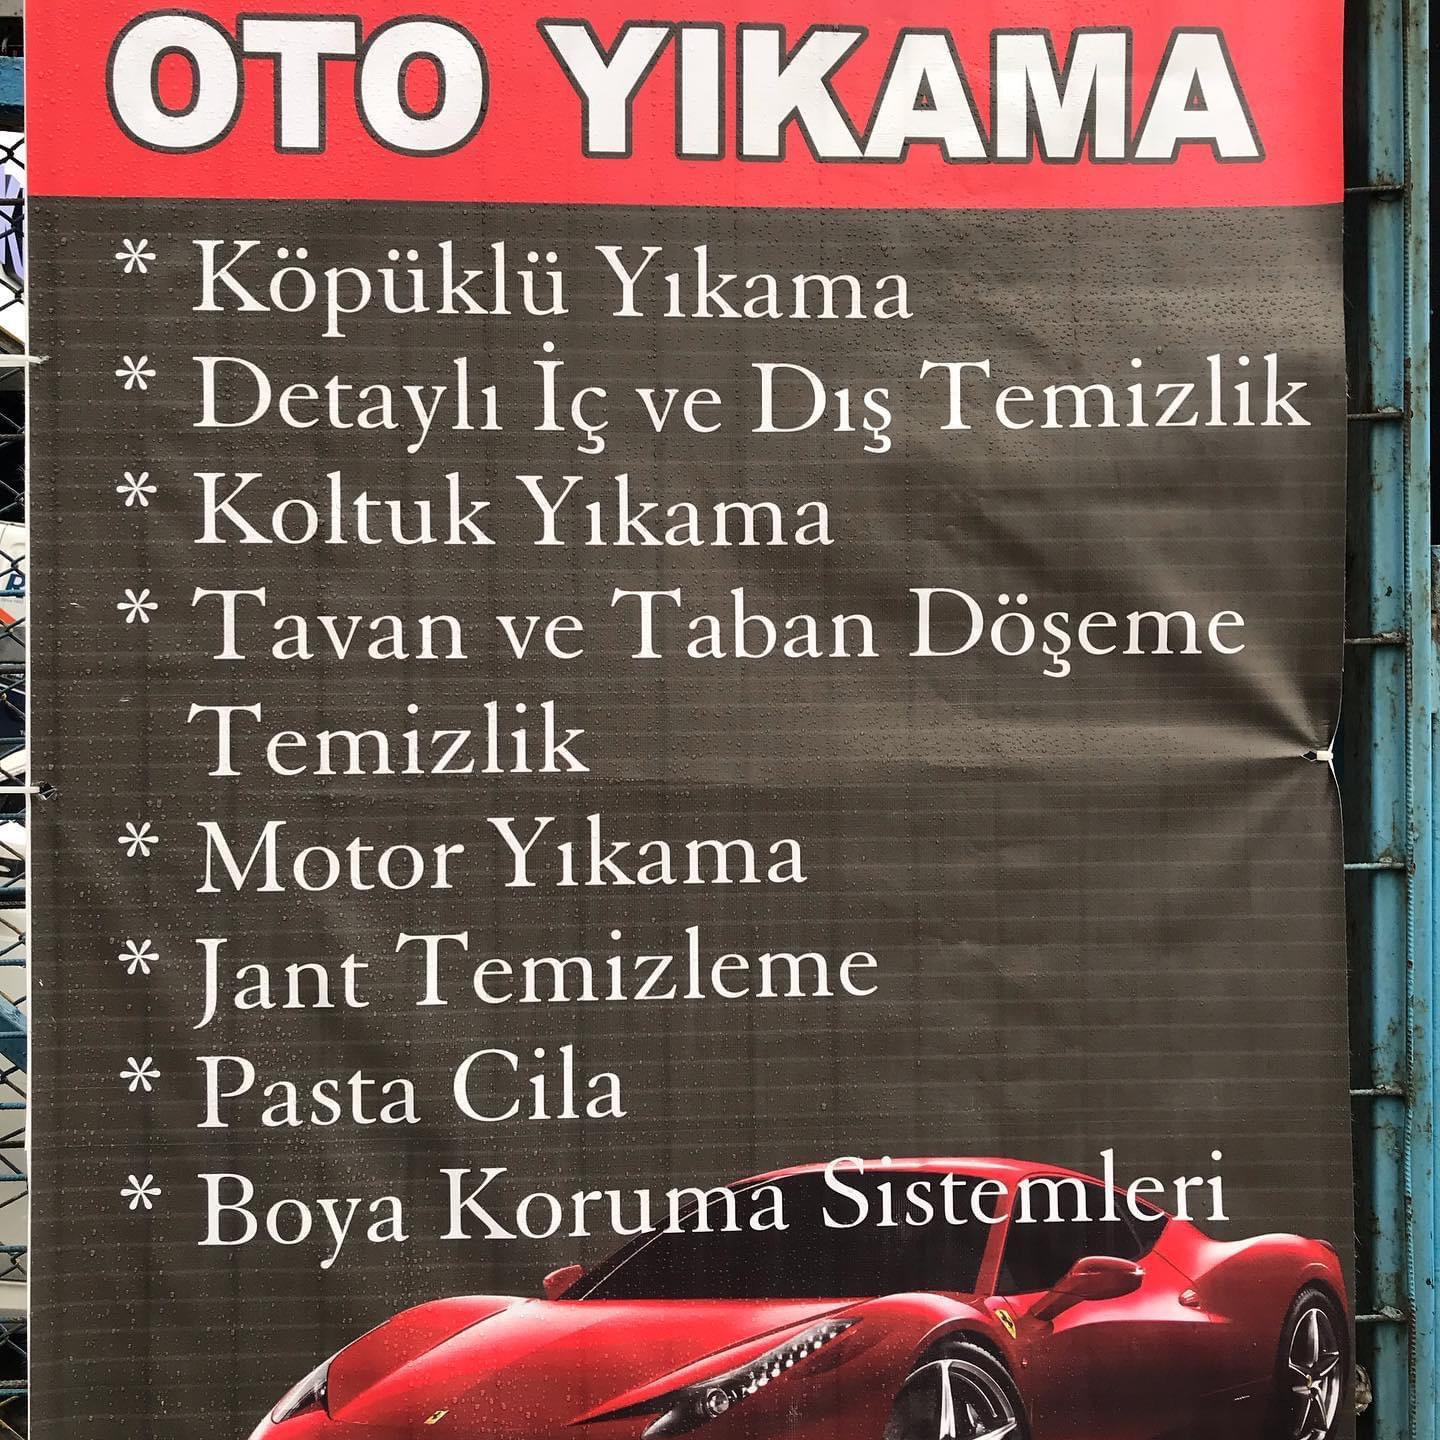 OTO YIKAMA
* Köpüklü Yıkama
* Detaylı İç ve Dış Temizlik
* Koltuk Yıkama
* Tavan ve Taban Döşeme
Temizlik
* Motor Yıkama
* Jant Temizleme
* Pasta Cila
* Boya Koruma Sistemleri